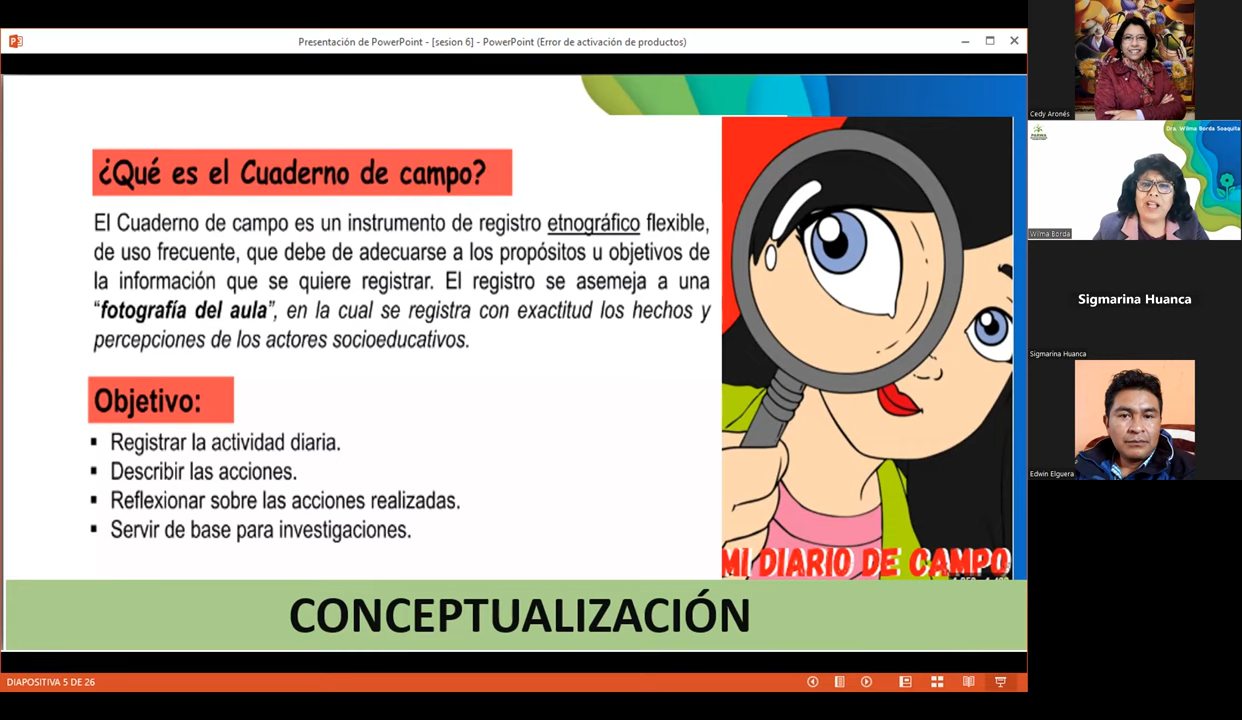 Presentación de PowerPoint - [sesion 6] - PowerPoint (Error de activación de productos)
¿Qué es el Cuaderno de campo?
El Cuaderno de campo es un instrumento de registro etnográfico flexible,
de uso frecuente, que debe de adecuarse a los propósitos u objetivos de
la información que se quiere registrar. El registro se asemeja a una
“fotografía del aula”, en la cual se registra con exactitud los hechos y
percepciones de los actores socioeducativos.
Objetivo:
▪ Registrar la actividad diaria.
▪ Describir las acciones.
▪ Reflexionar sobre las acciones realizadas.
▪ Servir de base para investigaciones.
MI DIARIO DE CAMPO
CONCEPTUALIZACIÓN
DIAPOSITIVA 5 DE 26
Cedy Aronés
Dra. Wilma Borda Soaquita
Wilma Borda
Sigmarina Huanca
Sigmarina Huanca
Edwin Elguera